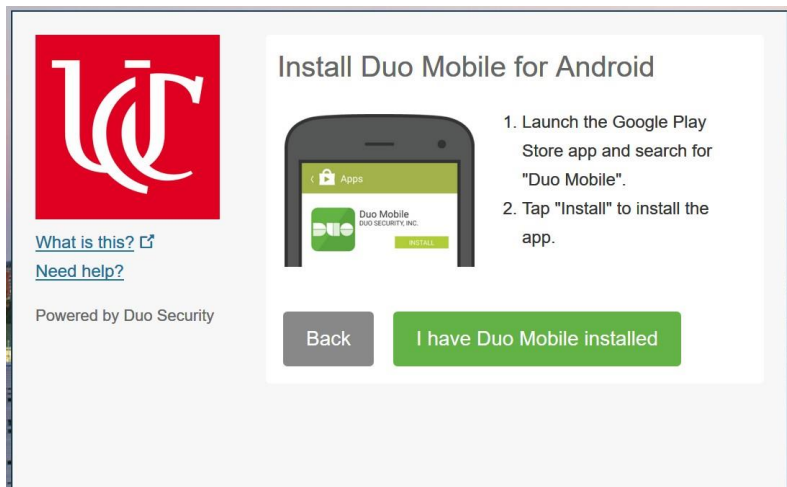 UC
What is this?
Need help?
Powered by Duo Security
Install Duo Mobile for Android
Apps
Duo Mobile
DUO SECURITY, INC.
DUO
INSTALL
1. Launch the Google Play
Store app and search for
"Duo Mobile".
2. Tap "Install" to install the
app.
Back
I have Duo Mobile installed